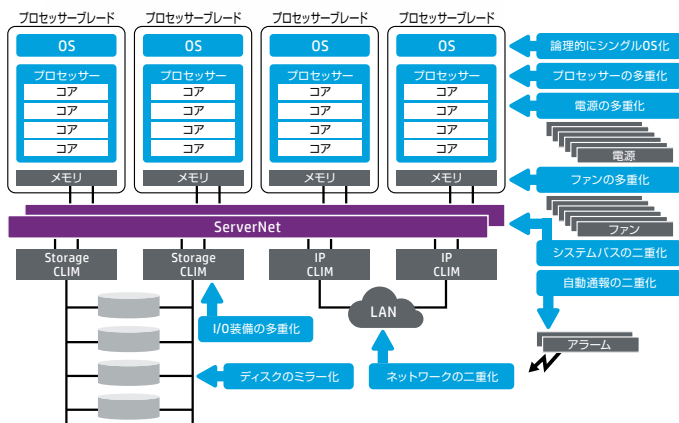 プロセッサーブレード
プロセッサーブレード
プロセッサーブレード
プロセッサーブレード
OS
OS
OS
OS
論理的にシングルOS化
プロセッサー
プロセッサー
プロセッサー
プロセッサー
プロセッサーの多重化
コア
コア
コア
コア
コア
コア
コア
コア
電源の多重化
コア
コア
コア
コア
コア
コア
コア
コア
電源
メモリ
メモリ
メモリ
メモリ
ファンの多重化
ServerNet
ファン
Storage
CLIM
Storage
CLIM
IP
CLIM
IP
CLIM
システムバスの二重化
自動通報の二重化
LAN
I/O装備の多重化
アラーム
ディスクのミラー化
ネットワークの二重化